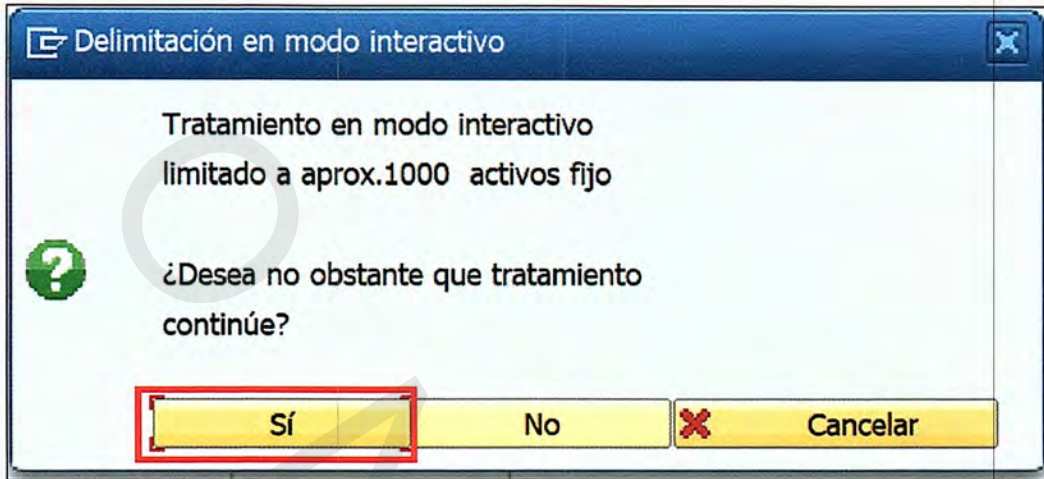 Delimitación en modo interactivo
Tratamiento en modo interactivo
limitado a aprox.1000 activos fijo
¿Desea no obstante que tratamiento
continúe?
Sí No Cancelar